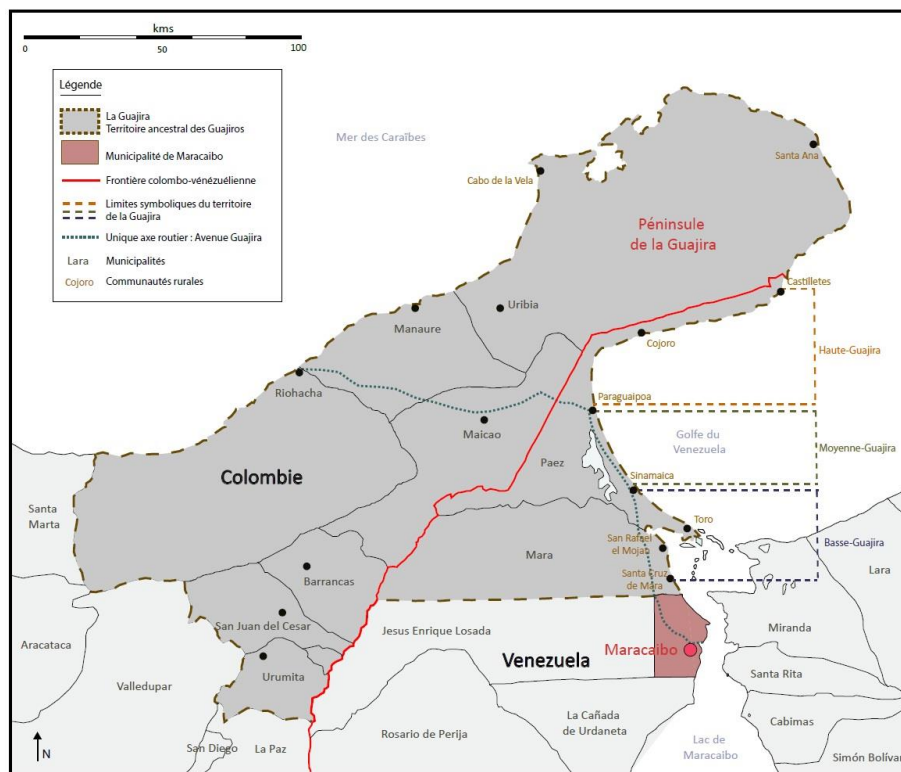 kms
0
50
100
Légende
La Guajira
Territoire ancestral des Guajiros
Municipalité de Maracaibo
Frontière colombo-vénézuélienne
Limites symboliques du territoire
de la Guajira
Unique axe routier : Avenue Guajira
Lara
Municipalités
Cojoro
Communautés rurales
Mer des Caraïbes
Santa Ana
Cabo de la Vela
Péninsule
de la Guajira
Castilletes
Uribia
Manaure
Cojoro
Haute-Guajira
Riohacha
Paraguaipoa
Maicao
Golfe du
Venezuela
Moyenne-Guajira
Paez
Colombie
Sinamaica
Santa
Marta
Toro
San Rafael
el Mojan
Basse-Guajira
Mara
Lara
Barrancas
Santa Cruz
de Mara
San Juan del Cesar
Jesus Enrique Losada
Miranda
Aracataca
Maracaibo
Venezuela
Urumita
Santa Rita
Valledupar
La Cañada
de Urdaneta
Cabimas
Rosario de Perija
San Diego
La Paz
Lac de
Maracaibo
Simón Bolívar
N